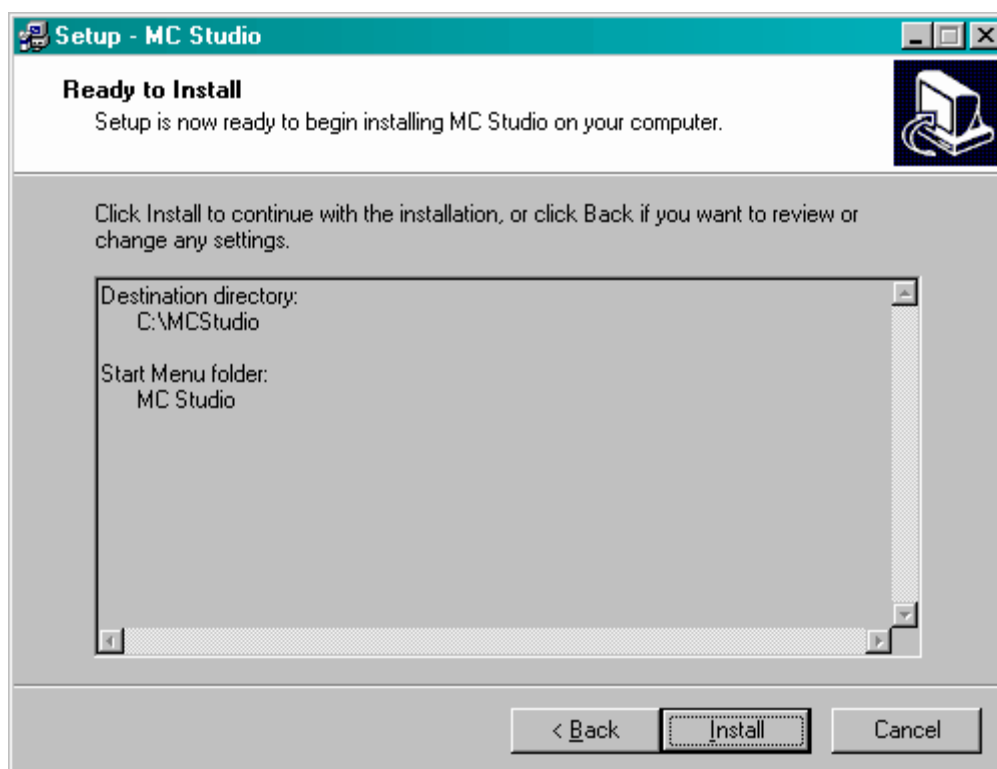 Setup - MC Studio
Ready to Install
Setup is now ready to begin installing MC Studio on your computer.
Click Install to continue with the installation, or click Back if you want to review or
change any settings.
Destination directory:
C:\MCStudio
Start Menu folder:
MC Studio
< Back
Install
Cancel